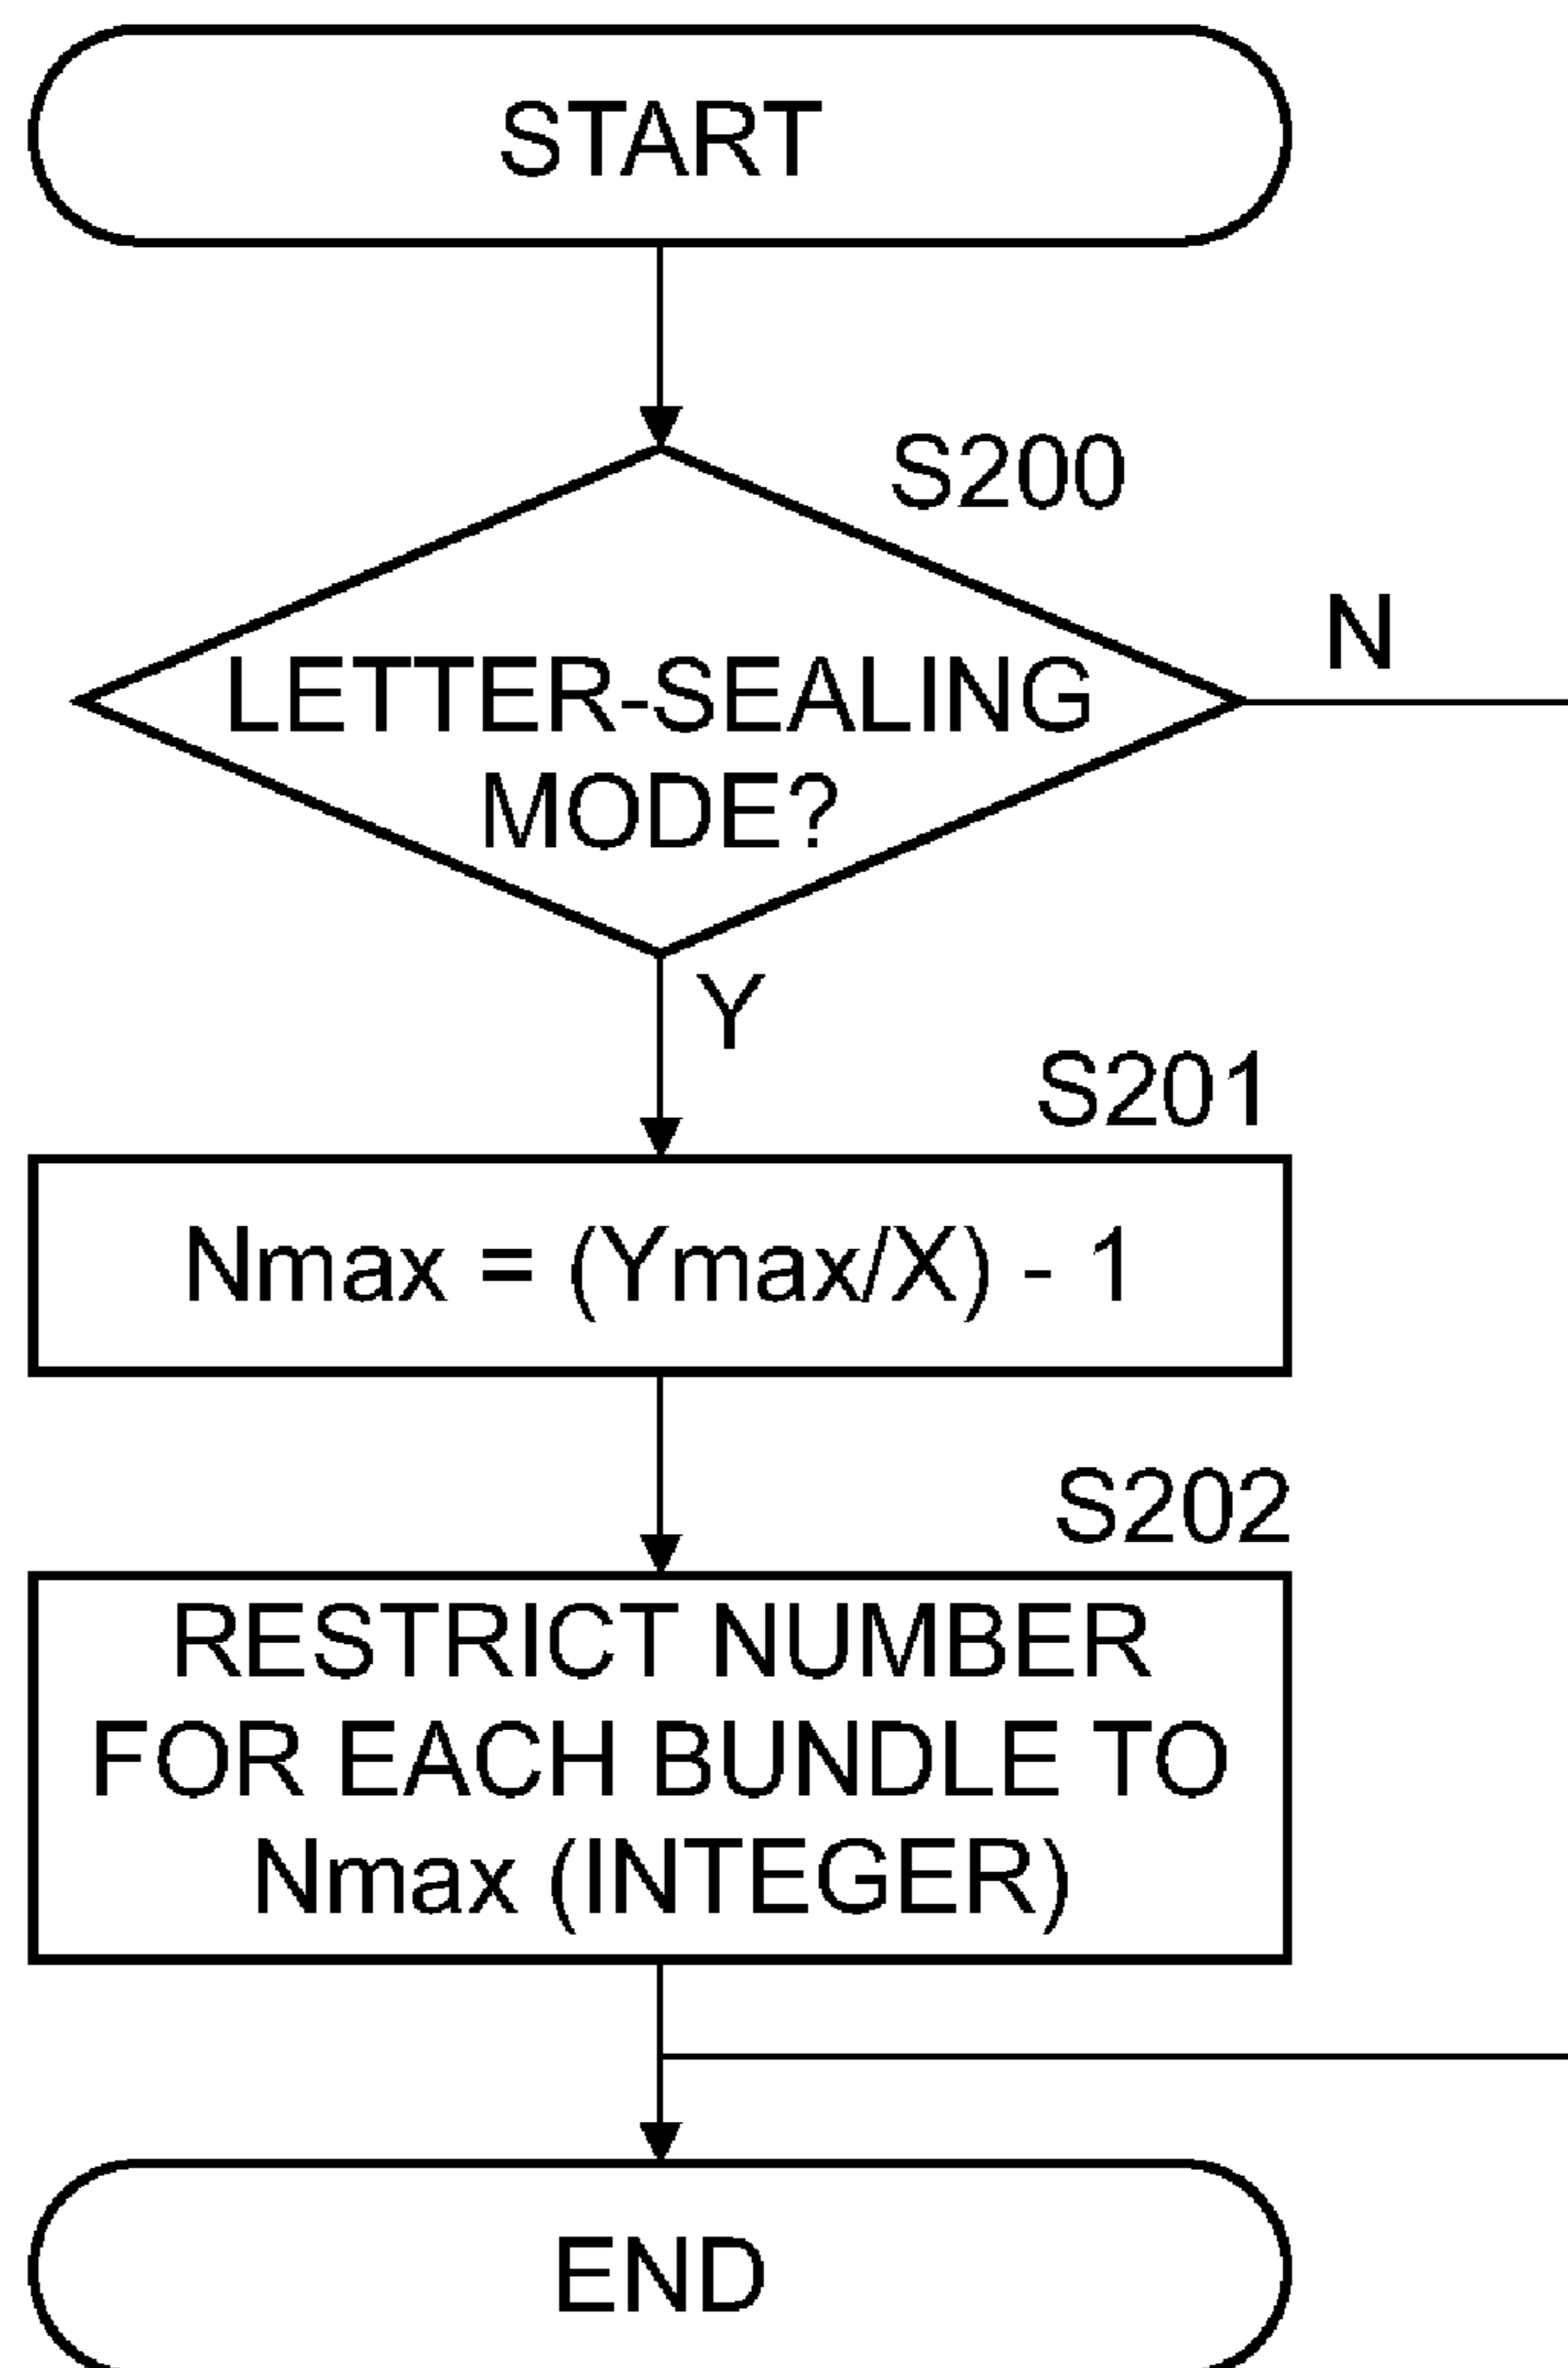 START
S200
N
LETTER-SEALING
MODE?
Y
S201
Nmax = (Ymax/X) - 1
S202
RESTRICT NUMBER
FOR EACH BUNDLE TO
Nmax (INTEGER)
END